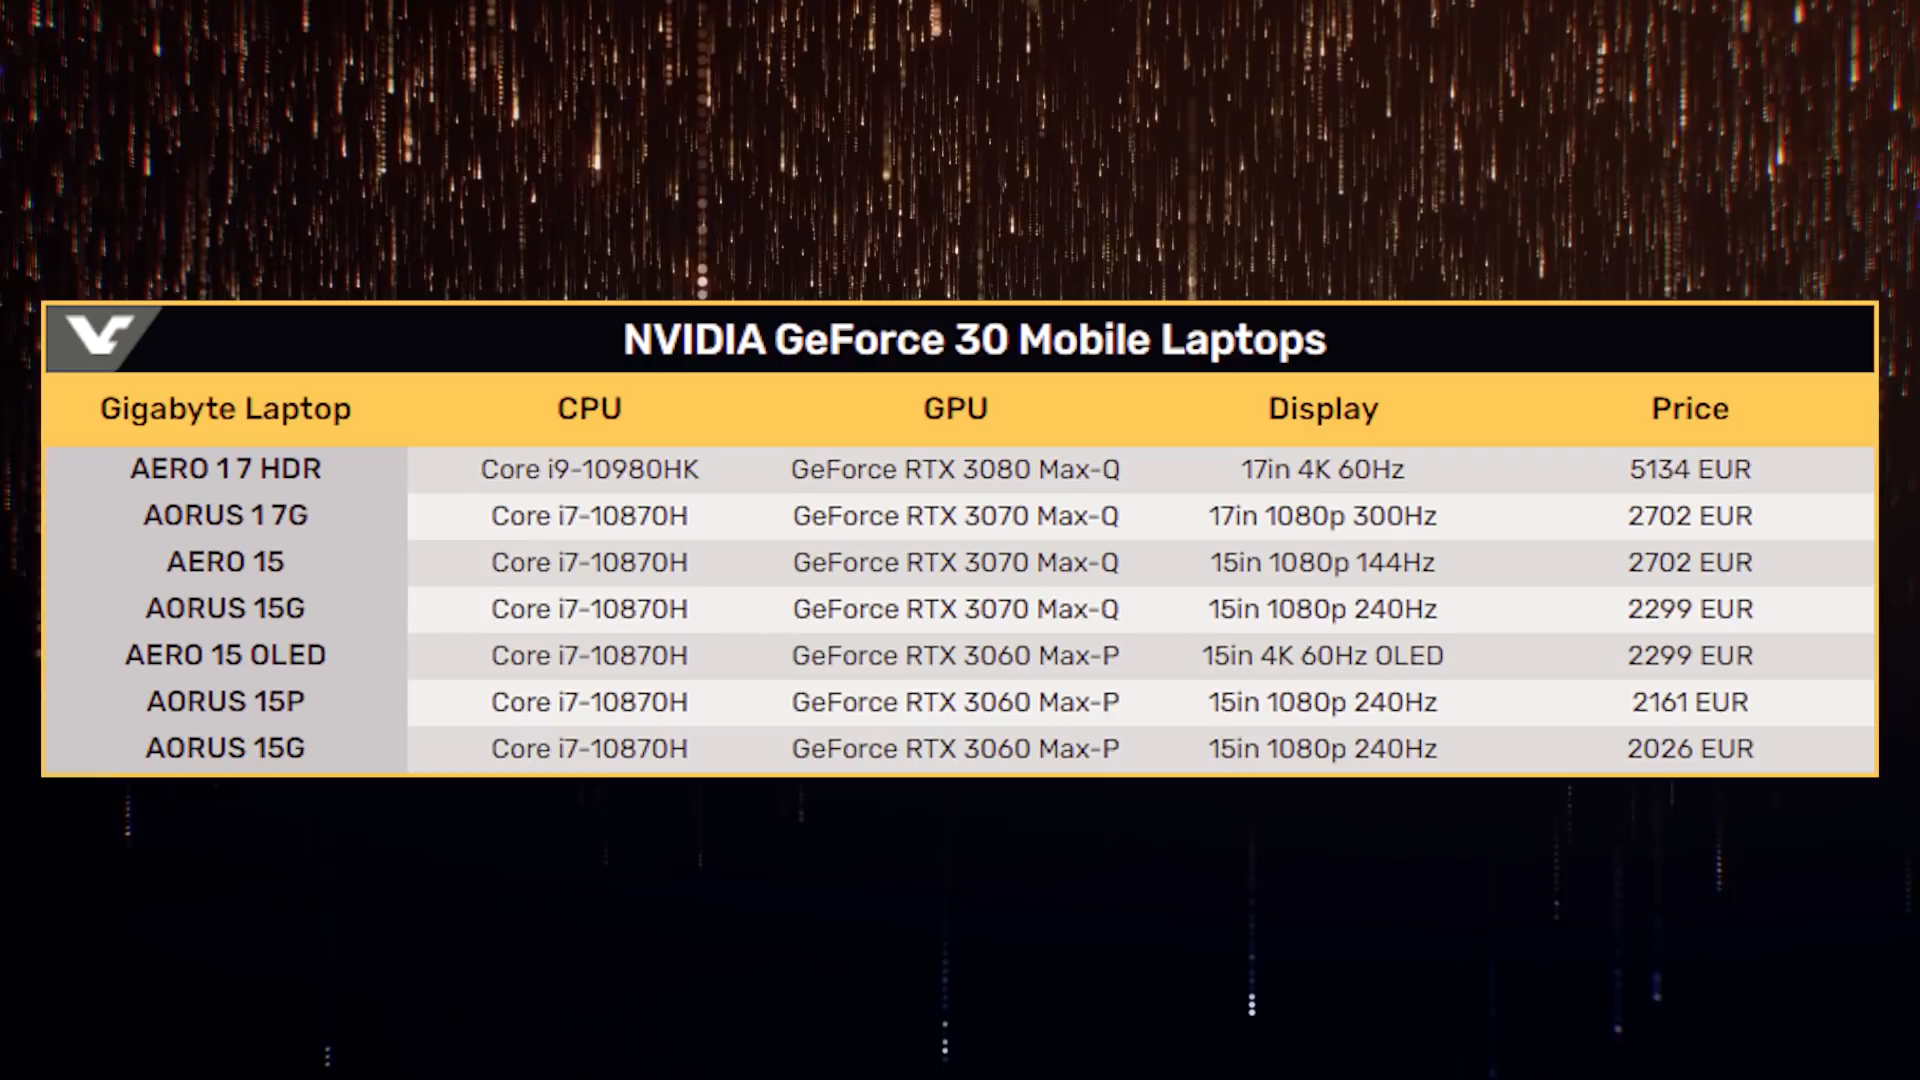 NVIDIA GeForce 30 Mobile Laptops
Gigabyte Laptop CPU GPU Display Price
AERO 17 HDR Core i9-10980HK GeForce RTX 3080 Max-Q 17in 4K 60Hz 5134 EUR
AORUS 17G Core i7-10870H GeForce RTX 3070 Max-Q 17in 1080p 300Hz 2702 EUR
AERO 15 Core i7-10870H GeForce RTX 3070 Max-Q 15in 1080p 144Hz 2702 EUR
AORUS 15G Core i7-10870H GeForce RTX 3070 Max-Q 15in 1080p 240Hz 2299 EUR
AERO 15 OLED Core i7-10870H GeForce RTX 3060 Max-P 15in 4K 60Hz OLED 2299 EUR
AORUS 15P Core i7-10870H GeForce RTX 3060 Max-P 15in 1080p 240Hz 2161 EUR
AORUS 15G Core i7-10870H GeForce RTX 3060 Max-P 15in 1080p 240Hz 2026 EUR